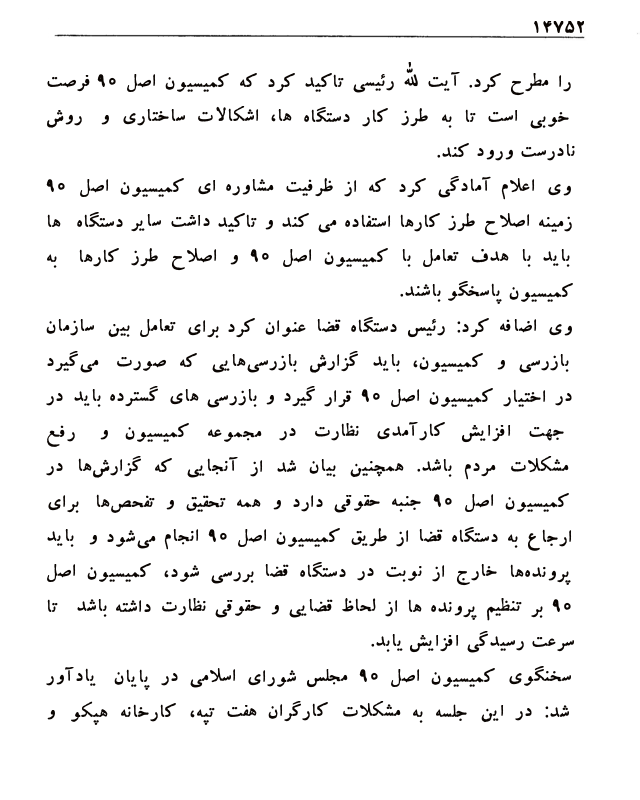 ۱۴۷۵۲
را مطرح کرد. آیت لله رئیسی تاکید کرد که کمیسیون اصل ۹۰ فرصت
خوبی است تا به طرز کار دستگاه ها، اشکالات ساختاری و روش
نادرست ورود کند.
وی اعلام آمادگی کرد که از ظرفیت مشاوره ای کمیسیون اصل ۹۰
زمینه اصلاح طرز کارها استفاده می کند و تاکید داشت سایر دستگاه ها
باید با هدف تعامل با کمیسیون اصل ۹۰ و اصلاح طرز کارها به
کمیسیون پاسخگو باشند.
وی اضافه کرد: رئیس دستگاه قضا عنوان کرد برای تعامل بین سازمان
بازرسی و کمیسیون، باید گزارش بازرسی‌هایی که صورت می‌گیرد
در اختیار کمیسیون اصل ۹۰ قرار گیرد و بازرسی های گسترده باید در
جهت افزایش کارآمدی نظارت در مجموعه کمیسیون و رفع
مشکلات مردم باشد. همچنین بیان شد از آنجایی که گزارش‌ها در
کمیسیون اصل ۹۰ جنبه حقوقی دارد و همه تحقیق و تفحص‌ها برای
ارجاع به دستگاه قضا از طریق کمیسیون اصل ۹۰ انجام می‌شود و باید
پرونده‌ها خارج از نوبت در دستگاه قضا بررسی شود، کمیسیون اصل
۹۰ بر تنظیم پرونده ها از لحاظ قضایی و حقوقی نظارت داشته باشد تا
سرعت رسیدگی افزایش یابد.
سخنگوی کمیسیون اصل ۹۰ مجلس شورای اسلامی در پایان یادآور
شد: در این جلسه به مشکلات کارگران هفت تپه، کارخانه هپکو و